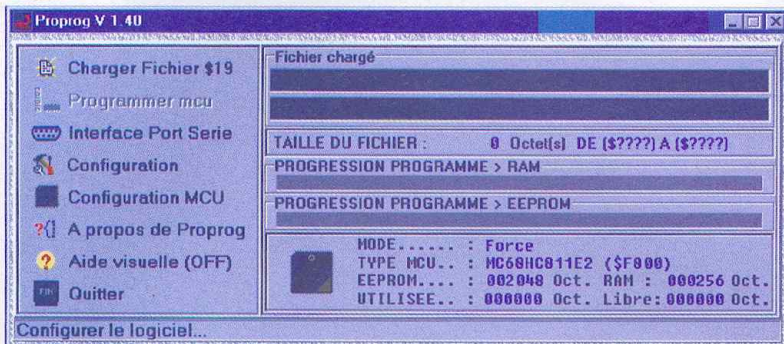 Proprog V 1.40
Charger Fichier $19
Programmer mcu
Interface Port Serie
Configuration
Configuration MCU
A propos de Proprog
Aide visuelle (OFF)
Quitter
Fichier chargé
TAILLE DU FICHIER : 0 Octet(s) DE ($????) A ($????)
PROGRESSION PROGRAMME > RAM
PROGRESSION PROGRAMME > EEPROM
MODE...... : Force
TYPE MCU.. : MC68HC811E2 ($F800)
EEPROM.... : 002048 Oct. RAM : 000256 Oct.
UTILISEE.. : 000000 Oct. Libre: 000000 Oct.
Configurer le logiciel...